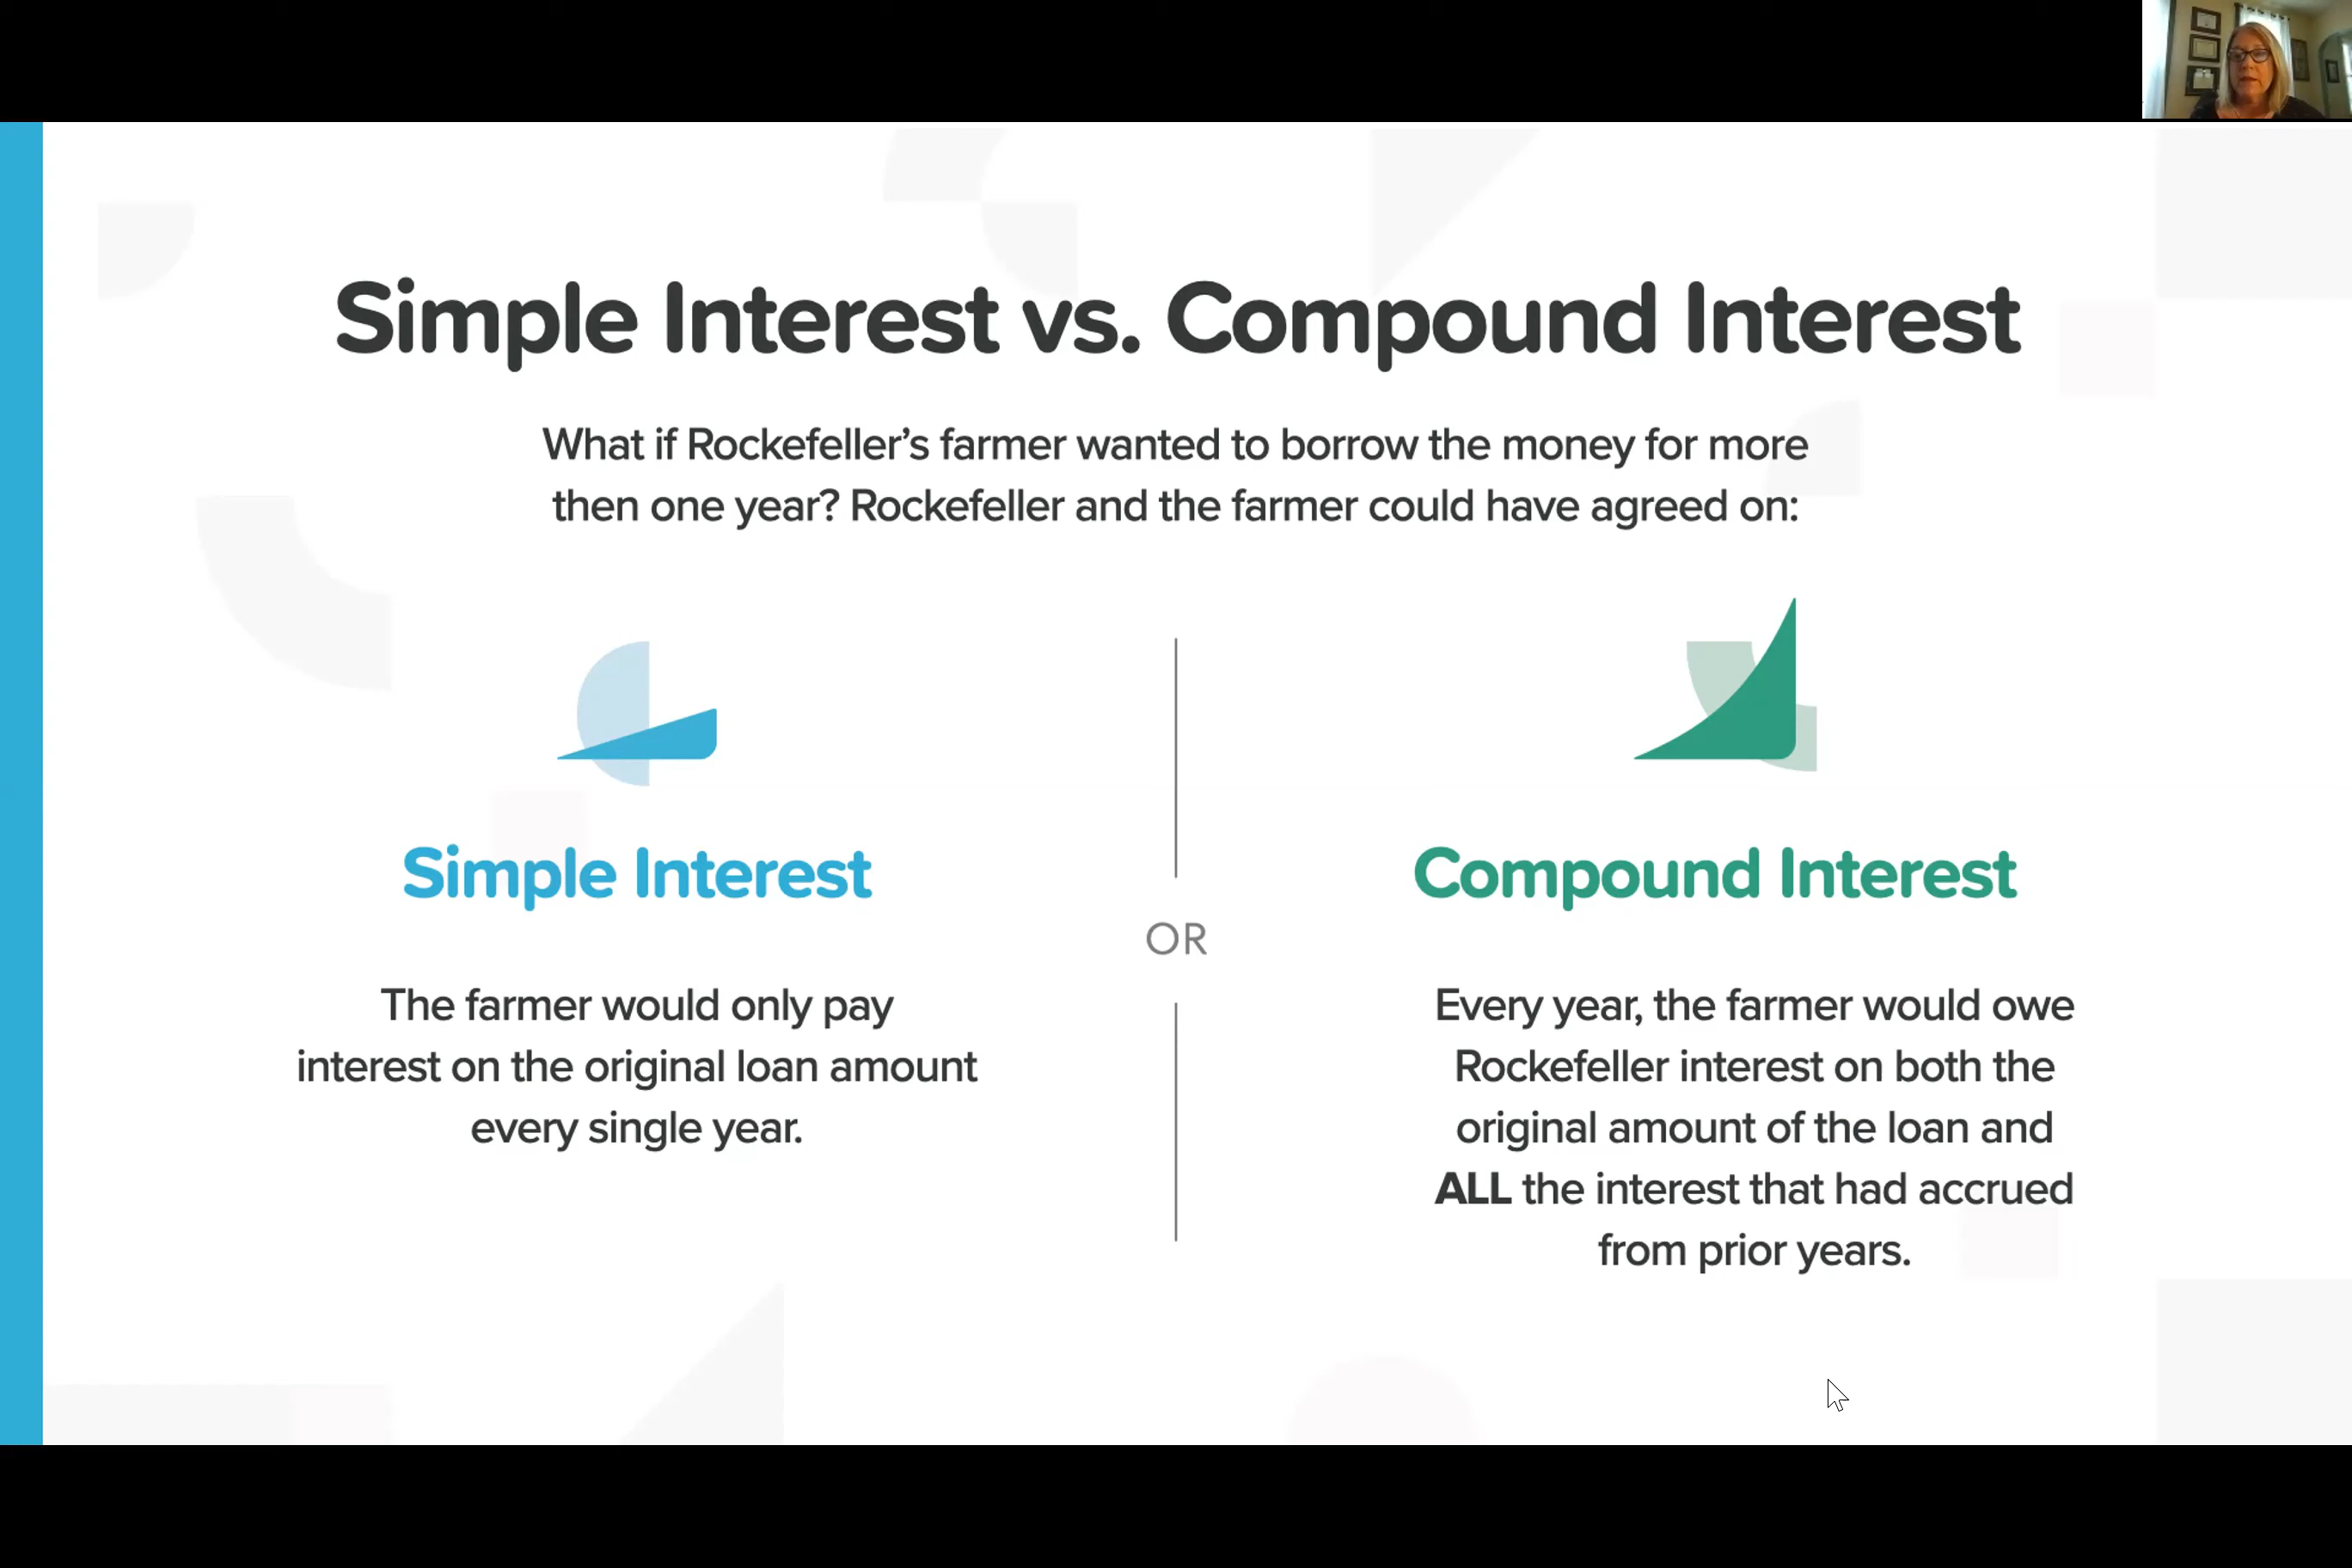 Simple Interest vs. Compound Interest
What if Rockefeller’s farmer wanted to borrow the money for more
then one year? Rockefeller and the farmer could have agreed on:
Simple Interest
The farmer would only pay
interest on the original loan amount
every single year.
OR
Compound Interest
Every year, the farmer would owe
Rockefeller interest on both the
original amount of the loan and
ALL the interest that had accrued
from prior years.